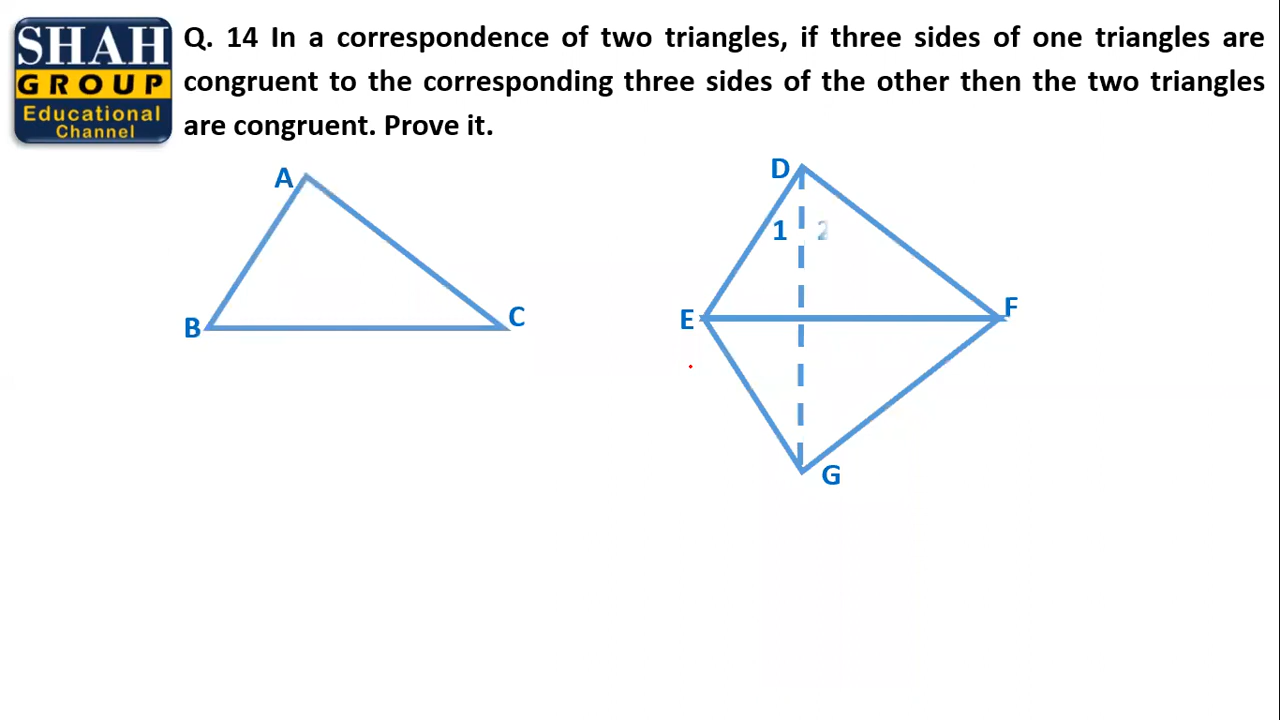 SHAH
GROUP
Educational
Channel
Q. 14 In a correspondence of two triangles, if three sides of one triangles are
congruent to the corresponding three sides of the other then the two triangles
are congruent. Prove it.
A
B
C
D
1 2
E
F
G